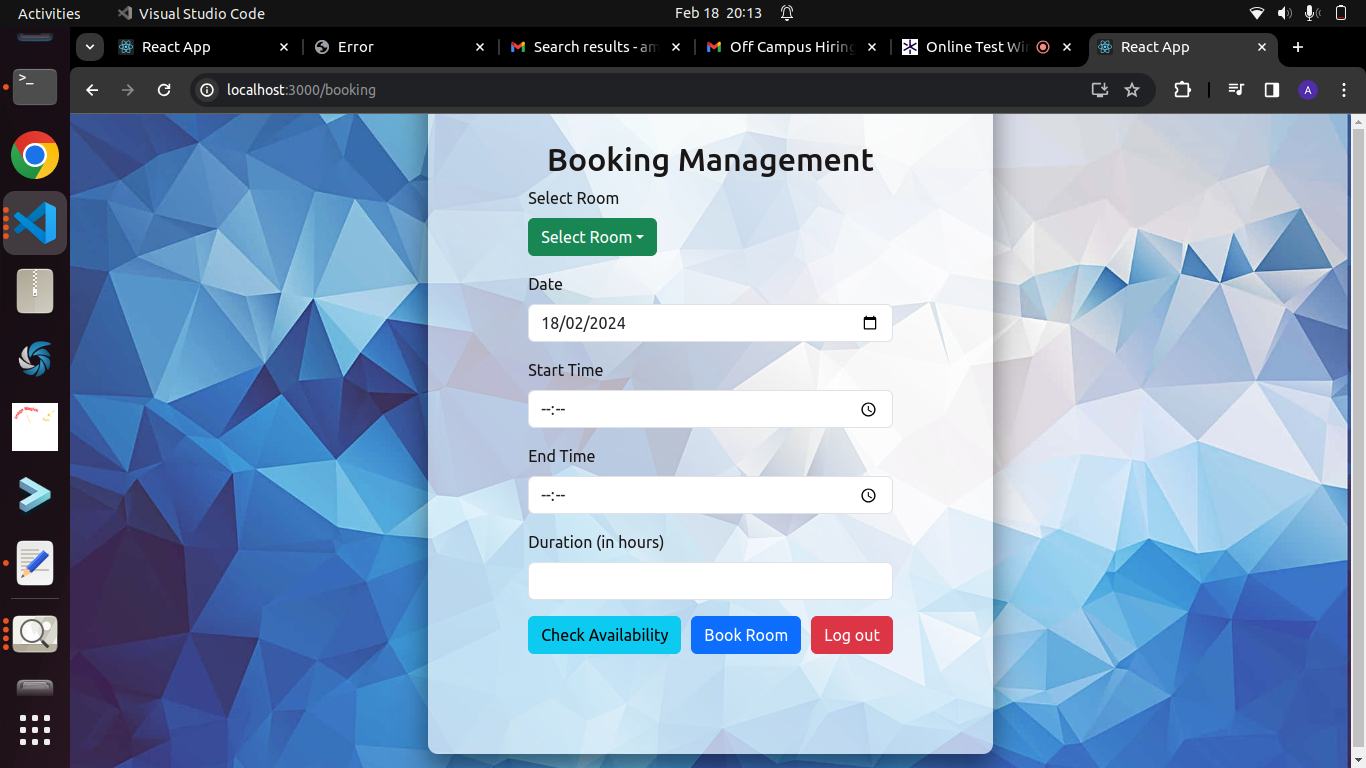 Activities Visual Studio Code Feb 18 20:13
React App Error Search results - am Off Campus Hiring Online Test Wi React App
localhost:3000/booking A
Booking Management
Select Room
Select Room
Date
18/02/2024
Start Time
--:--
End Time
--:--
Duration (in hours)
Check Availability Book Room Log out